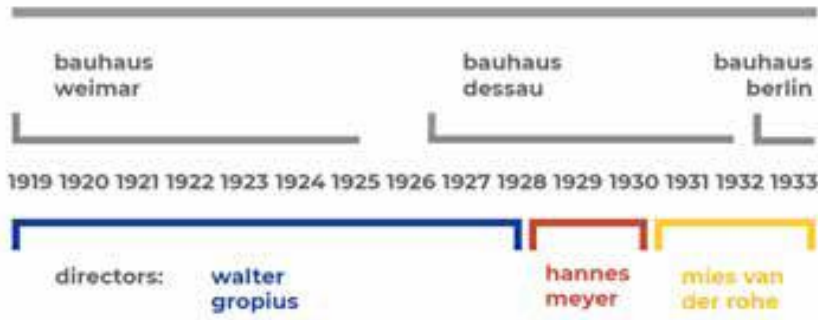 bauhaus
weimar
bauhaus
dessau
bauhaus
berlin
1919 1920 1921 1922 1923 1924 1925 1926 1927 1928 1929 1930 1931 1932 1933
directors:
walter
gropius
hannes
meyer
mies van
der rohe